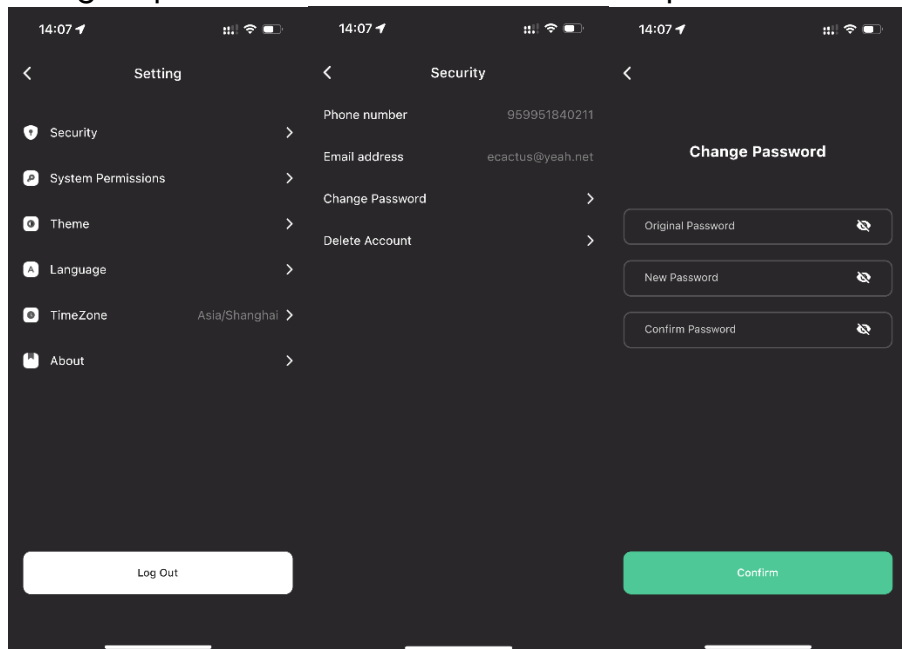 14:07
Setting
Security
System Permissions
Theme
A Language
TimeZone Asia/Shanghai
About
Log Out
14:07
Security
Phone number 959951840211
Email address ecactus@yeah.net
Change Password
Delete Account
14:07
Change Password
Original Password
New Password
Confirm Password
Confirm